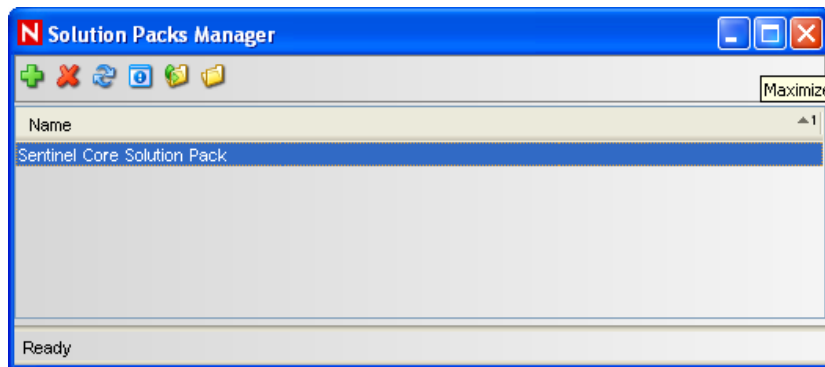 N Solution Packs Manager
Maximize
Name 1
Sentinel Core Solution Pack
Ready